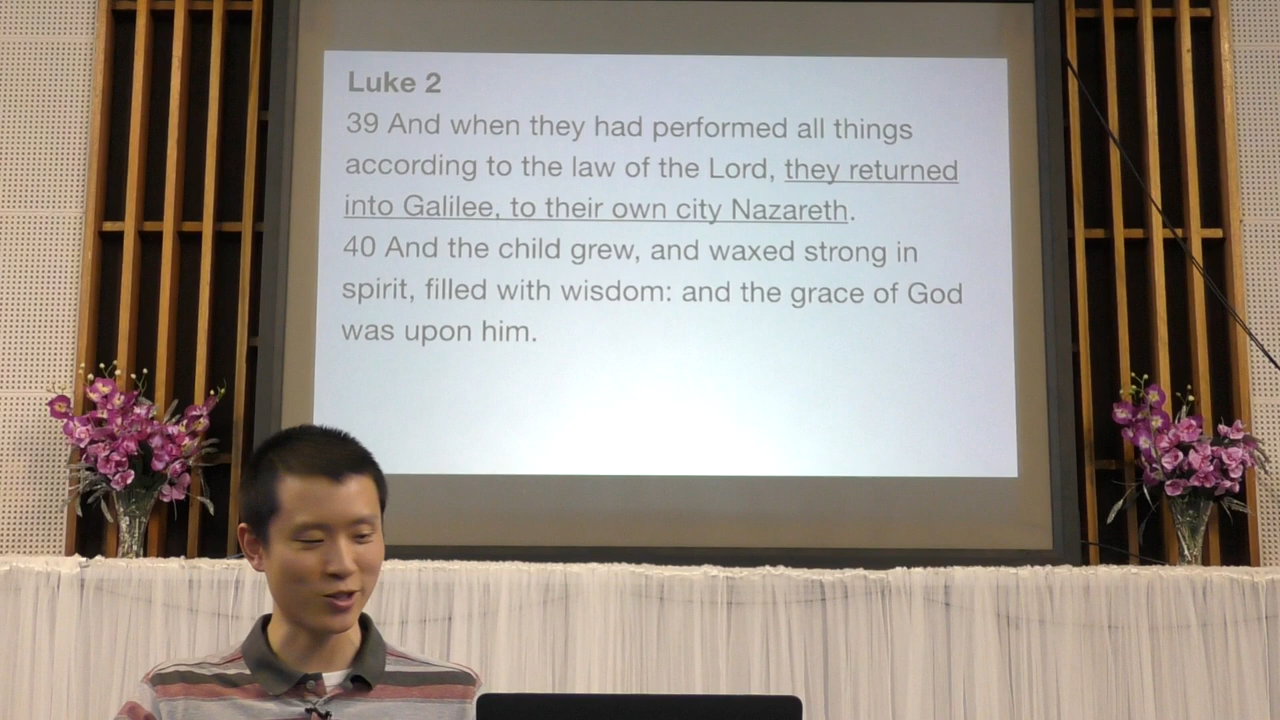 Luke 2
39 And when they had performed all things
according to the law of the Lord, they returned
into Galilee, to their own city Nazareth.
40 And the child grew, and waxed strong in
spirit, filled with wisdom: and the grace of God
was upon him.